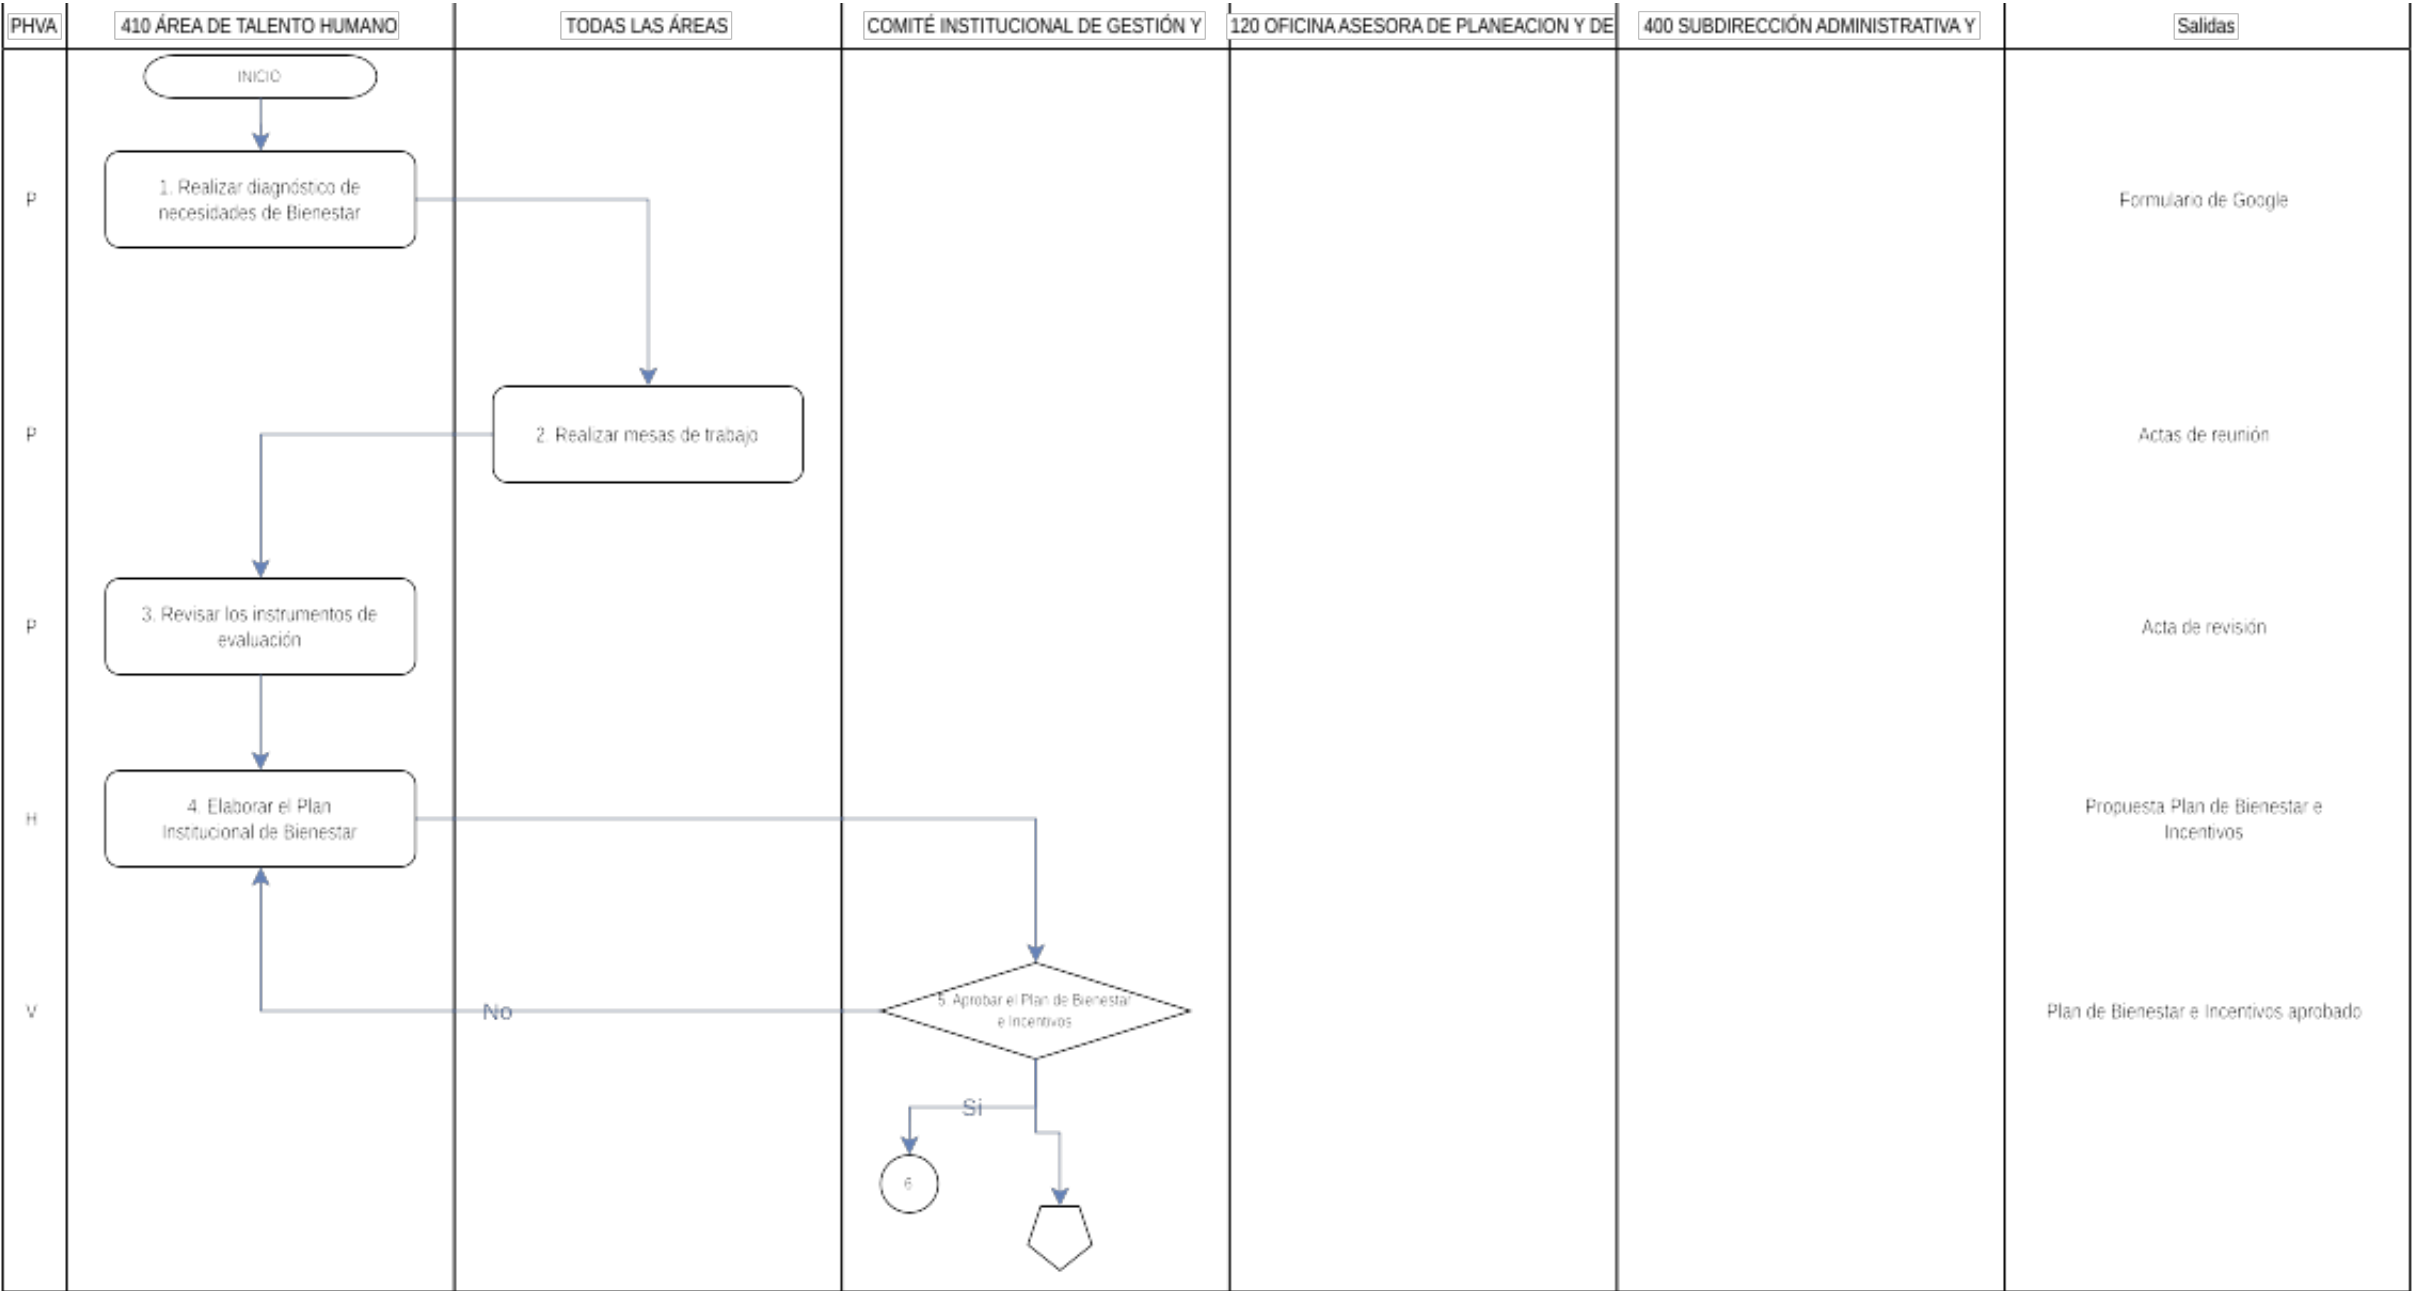 PHVA
410 ÁREA DE TALENTO HUMANO
TODAS LAS ÁREAS
COMITÉ INSTITUCIONAL DE GESTIÓN Y
120 OFICINA ASESORA DE PLANEACION Y DE
400 SUBDIRECCIÓN ADMINISTRATIVA Y
Salidas
INICIO
P
1. Realizar diagnóstico de
necesidades de Bienestar
Formulario de Google
P
2. Realizar mesas de trabajo
Actas de reunión
P
3. Revisar los instrumentos de
evaluación
Acta de revisión
H
4. Elaborar el Plan
Institucional de Bienestar
Propuesta Plan de Bienestar e
Incentivos
V
No
5. Aprobar el Plan de Bienestar
e Incentivos
Plan de Bienestar e Incentivos aprobado
Si
6